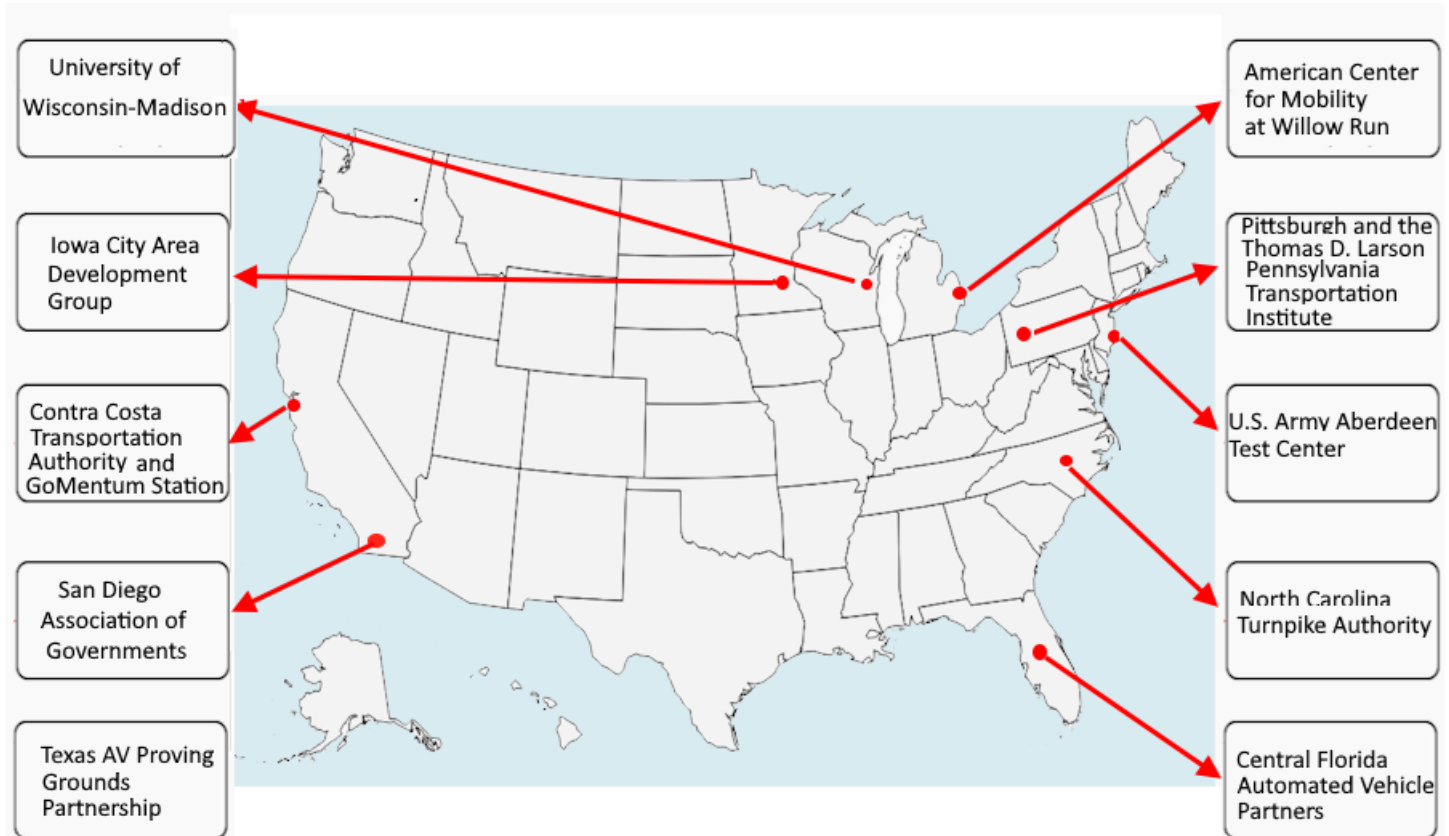 University of
Wisconsin-Madison
Iowa City Area
Development
Group
Contra Costa
Transportation
Authority and
GoMentum Station
San Diego
Association of
Governments
Texas AV Proving
Grounds
Partnership
American Center
for Mobility
at Willow Run
Pittsburgh and the
Thomas D. Larson
Pennsylvania
Transportation
Institute
U.S. Army Aberdeen
Test Center
North Carolina
Turnpike Authority
Central Florida
Automated Vehicle
Partners